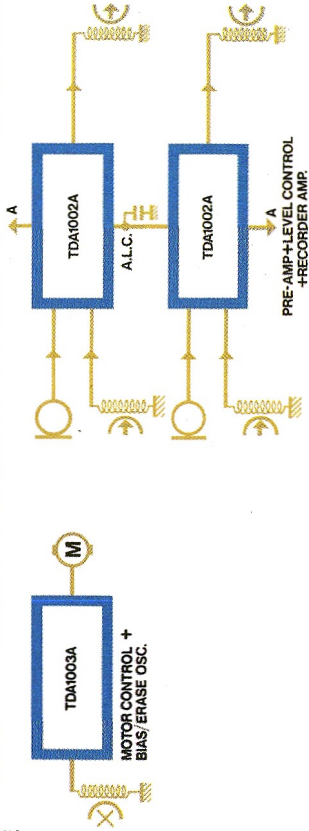 TDA1003A
M
MOTOR CONTROL +
BIAS/ERASE OSC.
A
TDA1002A
A.L.C.
TDA1002A
A
PRE-AMP+LEVEL CONTROL
+RECORDER AMP.